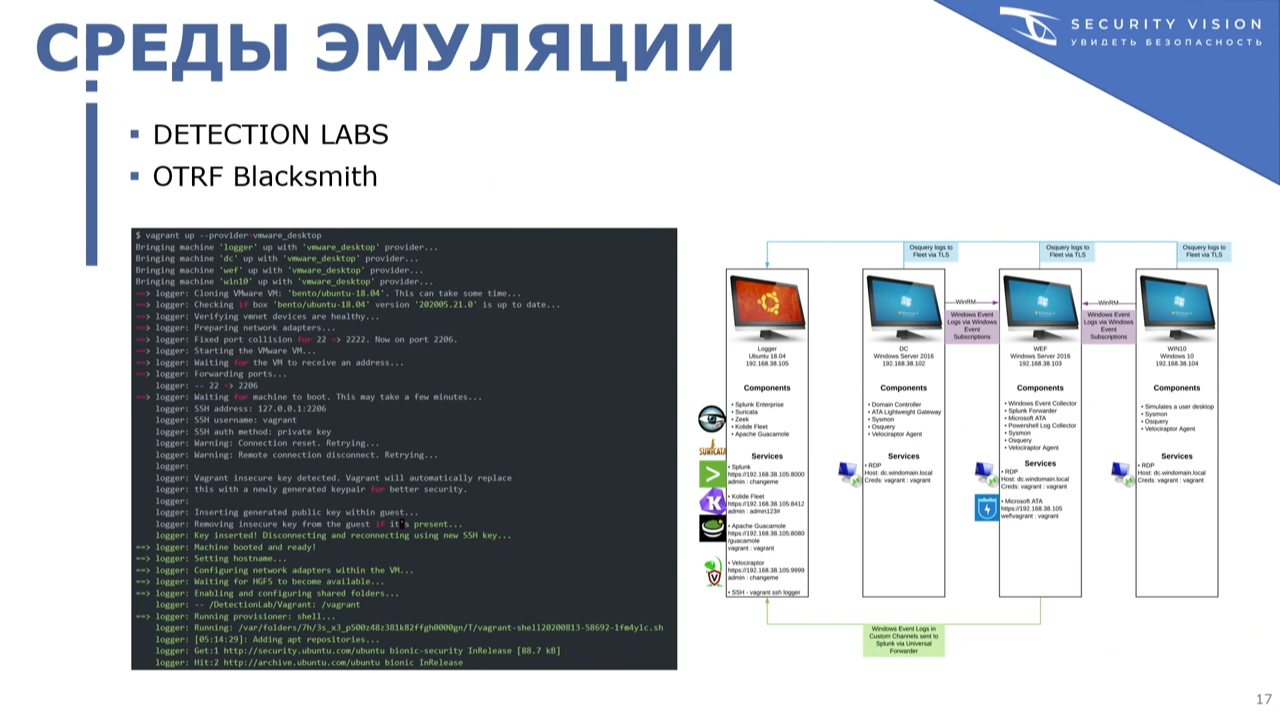 СРЕДЫ ЭМУЛЯЦИИ
SECURITY VISION
УВИДЕТЬ БЕЗОПАСНОСТЬ
▪ DETECTION LABS
▪ OTRF Blacksmith
$ vagrant up --provider=vmware_desktop
Bringing machine 'logger' up with 'vmware_desktop' provider...
Bringing machine 'dc' up with 'vmware_desktop' provider...
Bringing machine 'wef' up with 'vmware_desktop' provider...
Bringing machine 'win10' up with 'vmware_desktop' provider...
==> logger: Cloning VMware VM: 'bento/ubuntu-18.04'. This can take some time...
==> logger: Checking if box 'bento/ubuntu-18.04' version '202005.21.0' is up to date...
==> logger: Verifying vmnet devices are healthy...
==> logger: Preparing network adapters...
==> logger: Fixed port collision for 22 => 2222. Now on port 2206.
==> logger: Starting the VMware VM...
==> logger: Waiting for the VM to receive an address...
==> logger: Forwarding ports...
logger: -- 22 => 2206
==> logger: Waiting for machine to boot. This may take a few minutes...
logger: SSH address: 127.0.0.1:2206
logger: SSH username: vagrant
logger: SSH auth method: private key
logger: Warning: Connection reset. Retrying...
logger: Warning: Remote connection disconnect. Retrying...
logger:
logger: Vagrant insecure key detected. Vagrant will automatically replace
logger: this with a newly generated keypair for better security.
logger:
logger: Inserting generated public key within guest...
logger: Removing insecure key from the guest if it's present...
logger: Key inserted! Disconnecting and reconnecting using new SSH key...
==> logger: Machine booted and ready!
==> logger: Setting hostname...
==> logger: Configuring network adapters within the VM...
==> logger: Waiting for HGFS to become available...
==> logger: Enabling and configuring shared folders...
logger: -- /DetectionLab/Vagrant: /vagrant
==> logger: Running provisioner: shell...
logger: Running: /var/folders/7h/3s_x3_p500z48z381k82ffgh0000gn/T/vagrant-shell20200813-58692-1fm4ylc.sh
logger: [05:14:29]: Adding apt repositories...
logger: Get:1 http://security.ubuntu.com/ubuntu bionic-security InRelease [88.7 kB]
logger: Hit:2 http://archive.ubuntu.com/ubuntu bionic InRelease
Osquery logs to
Fleet via TLS
Osquery logs to
Fleet via TLS
Osquery logs to
Fleet via TLS
Logger
Ubuntu 18.04
192.168.38.105
Components
• Splunk Enterprise
• Suricata
• Zeek
• Kolide Fleet
• Apache Guacamole
Services
SURICATA
• Splunk
https://192.168.38.105:8000
admin : changeme
• Kolide Fleet
https://192.168.38.105:8412
admin : admin123#
• Apache Guacamole
https://192.168.38.105:8080
/guacamole
vagrant : vagrant
• Velociraptor
https://192.168.38.105:9999
admin : changeme
• SSH - vagrant ssh logger
DC
Windows Server 2016
192.168.38.102
Components
• Domain Controller
• ATA Lightweight Gateway
• Sysmon
• Osquery
• Velociraptor Agent
Services
• RDP
Host: dc.windomain.local
Creds: vagrant : vagrant
WinRM
Windows Event
Logs via Windows
Event
Subscriptions
WEF
Windows Server 2016
192.168.38.103
Components
• Windows Event Collector
• Splunk Forwarder
• Microsoft ATA
• Powershell Log Collector
• Sysmon
• Osquery
• Velociraptor Agent
Services
• RDP
Host: dc.windomain.local
Creds: vagrant : vagrant
• Microsoft ATA
https://192.168.38.105
wef\vagrant : vagrant
WinRM
Windows Event
Logs via Windows
Event
Subscriptions
WIN10
Windows 10
192.168.38.104
Components
• Simulates a user desktop
• Sysmon
• Osquery
• Velociraptor Agent
Services
• RDP
Host: dc.windomain.local
Creds: vagrant : vagrant
Windows Event Logs in
Custom Channels sent to
Splunk via Universal
Forwarder
17